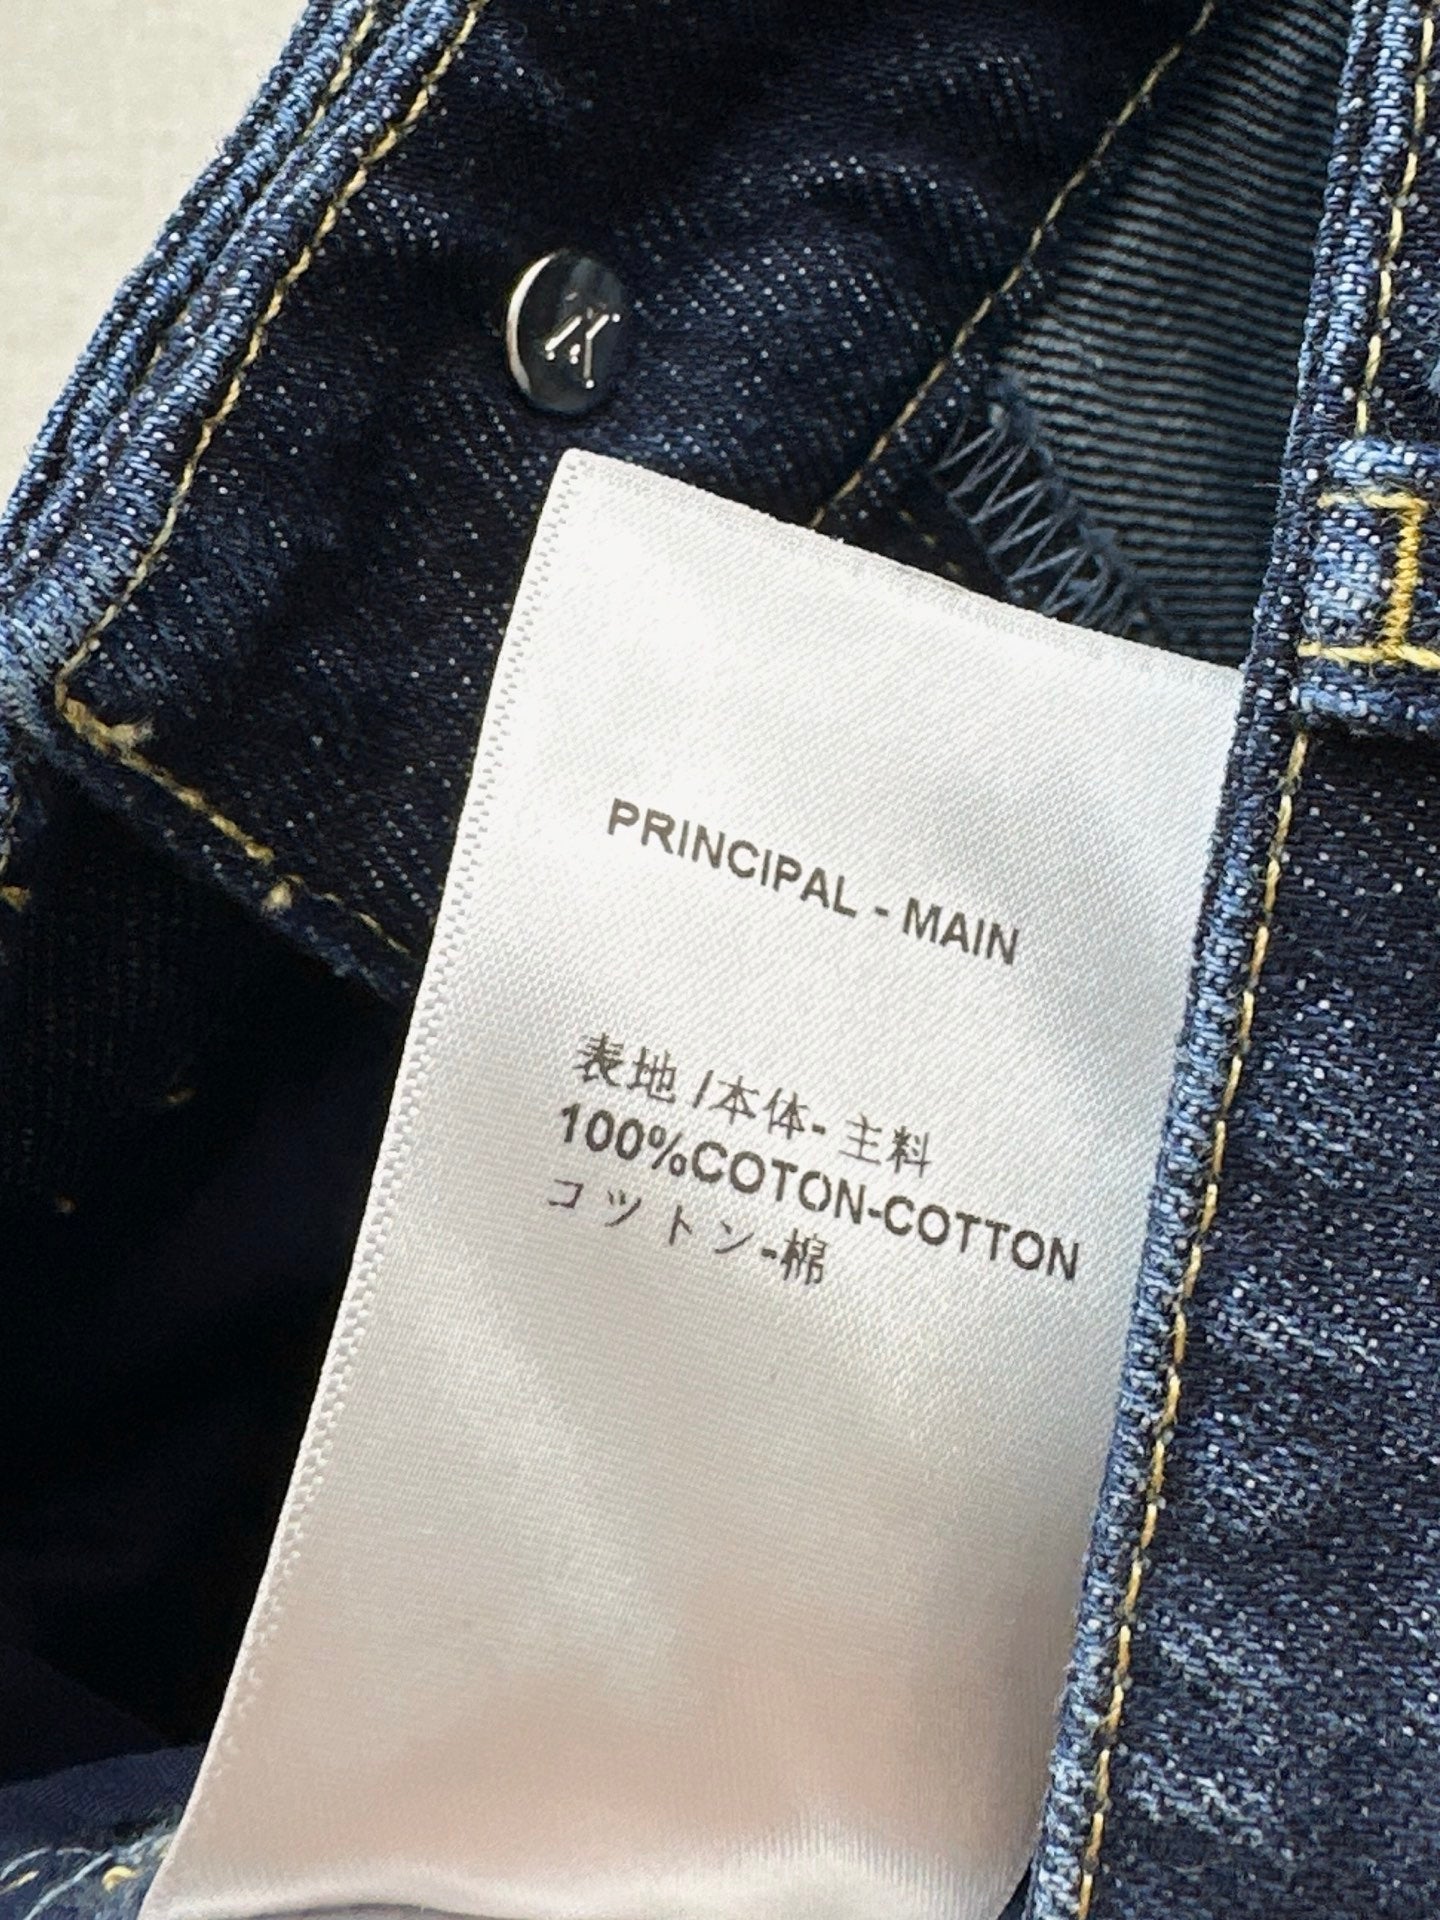 PRINCIPAL - MAIN
表地 /本体- 主料
100%COTON-COTTON
コットン-棉